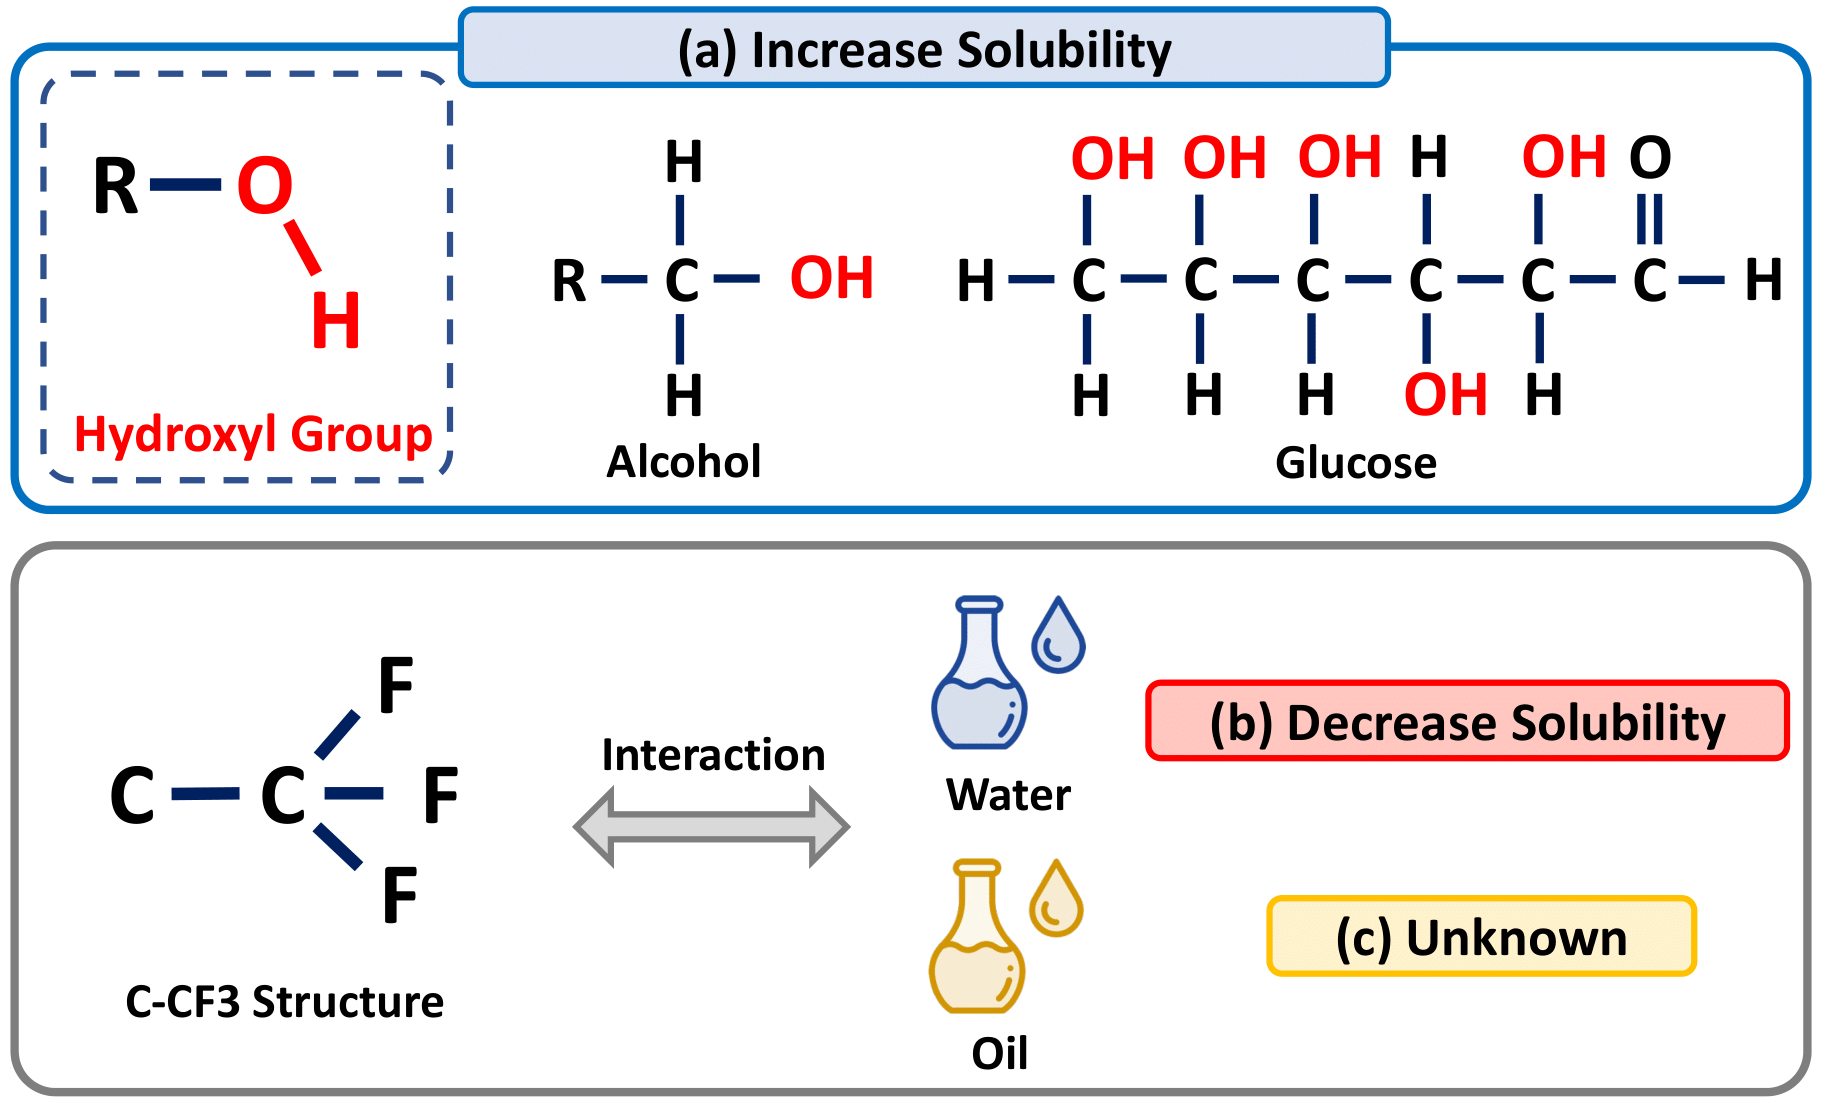 (a) Increase Solubility
R O
H
Hydroxyl Group
H
R C OH
H
Alcohol
OH OH OH H OH O
H C C C C C C H
H H H OH H
Glucose
F
C C F
F
C-CF3 Structure
Interaction
Water
Oil
(b) Decrease Solubility
(c) Unknown